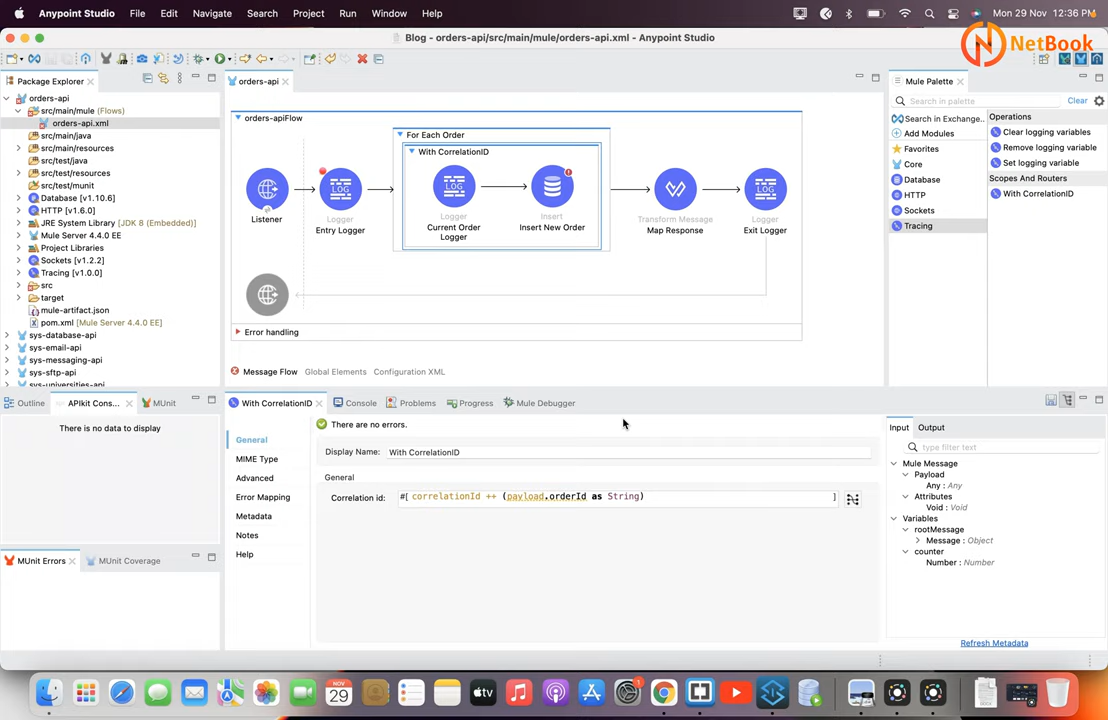 Anypoint Studio File Edit Navigate Search Project Run Window Help Mon 29 Nov 12:36 PM
Blog - orders-api/src/main/mule/orders-api.xml - Anypoint Studio
NetBook
Package Explorer
orders-api
src/main/mule (Flows)
orders-api.xml
src/main/java
src/main/resources
src/test/java
src/test/resources
src/test/munit
Database [v1.10.6]
HTTP [v1.6.0]
JRE System Library [JDK 8 (Embedded)]
Mule Server 4.4.0 EE
Project Libraries
Sockets [v1.2.2]
Tracing [v1.0.0]
src
target
mule-artifact.json
pom.xml [Mule Server 4.4.0 EE]
sys-database-api
sys-email-api
sys-messaging-api
sys-sftp-api
sys-universities-api
orders-api
orders-apiFlow
For Each Order
With CorrelationID
LOG
LOG
LOG
Listener
Logger
Entry Logger
Logger
Current Order
Logger
Insert
Insert New Order
Transform Message
Map Response
Logger
Exit Logger
Error handling
Message Flow Global Elements Configuration XML
Mule Palette
Search in palette Clear
Search in Exchange..
Add Modules
Favorites
Core
Database
HTTP
Sockets
Tracing
Operations
Clear logging variables
Remove logging variable
Set logging variable
Scopes And Routers
With CorrelationID
Outline APIkit Cons... MUnit
There is no data to display
MUnit Errors MUnit Coverage
With CorrelationID Console Problems Progress Mule Debugger
There are no errors.
General
MIME Type
Advanced
Error Mapping
Metadata
Notes
Help
Display Name: With CorrelationID
General
Correlation id: #[ correlationId ++ (payload.orderId as String) ]
Input Output
type filter text
Mule Message
Payload
Any : Any
Attributes
Void : Void
Variables
rootMessage
Message : Object
counter
Number : Number
Refresh Metadata
NOV
29
tv
1